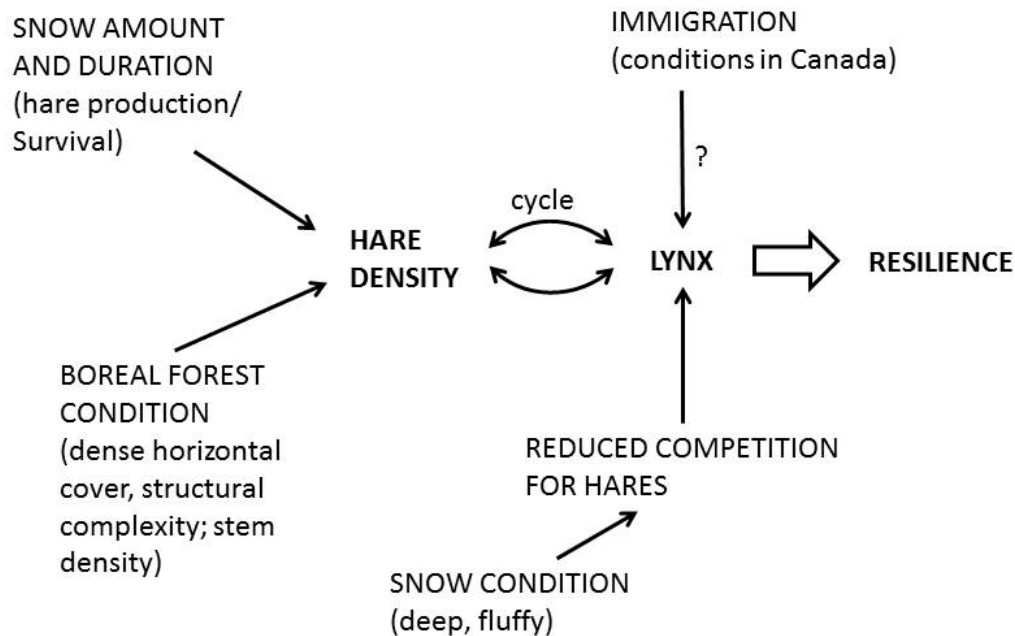 SNOW AMOUNT
AND DURATION
(hare production/
Survival)
IMMIGRATION
(conditions in Canada)
?
cycle
HARE
DENSITY
LYNX
RESILIENCE
BOREAL FOREST
CONDITION
(dense horizontal
cover, structural
complexity; stem
density)
REDUCED COMPETITION
FOR HARES
SNOW CONDITION
(deep, fluffy)